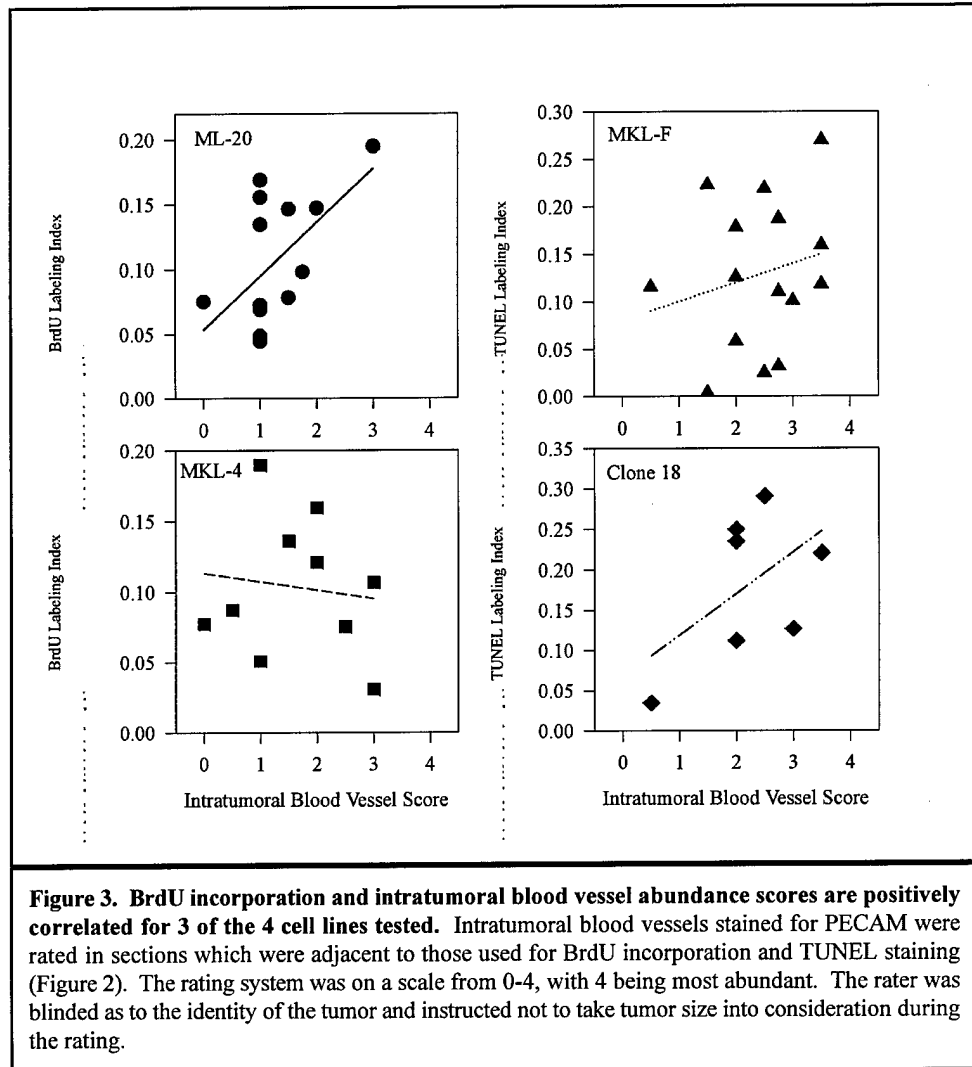 ML-20
BrdU Labeling Index
0.20
0.15
0.10
0.05
0.00
0 1 2 3 4
MKL-F
TUNEL Labeling Index
0.30
0.25
0.20
0.15
0.10
0.05
0.00
0 1 2 3 4
MKL-4
BrdU Labeling Index
0.20
0.15
0.10
0.05
0.00
0 1 2 3 4
Intratumoral Blood Vessel Score
Clone 18
TUNEL Labeling Index
0.35
0.30
0.25
0.20
0.15
0.10
0.05
0.00
0 1 2 3 4
Intratumoral Blood Vessel Score
Figure 3. BrdU incorporation and intratumoral blood vessel abundance scores are positively
correlated for 3 of the 4 cell lines tested. Intratumoral blood vessels stained for PECAM were
rated in sections which were adjacent to those used for BrdU incorporation and TUNEL staining
(Figure 2). The rating system was on a scale from 0-4, with 4 being most abundant. The rater was
blinded as to the identity of the tumor and instructed not to take tumor size into consideration during
the rating.